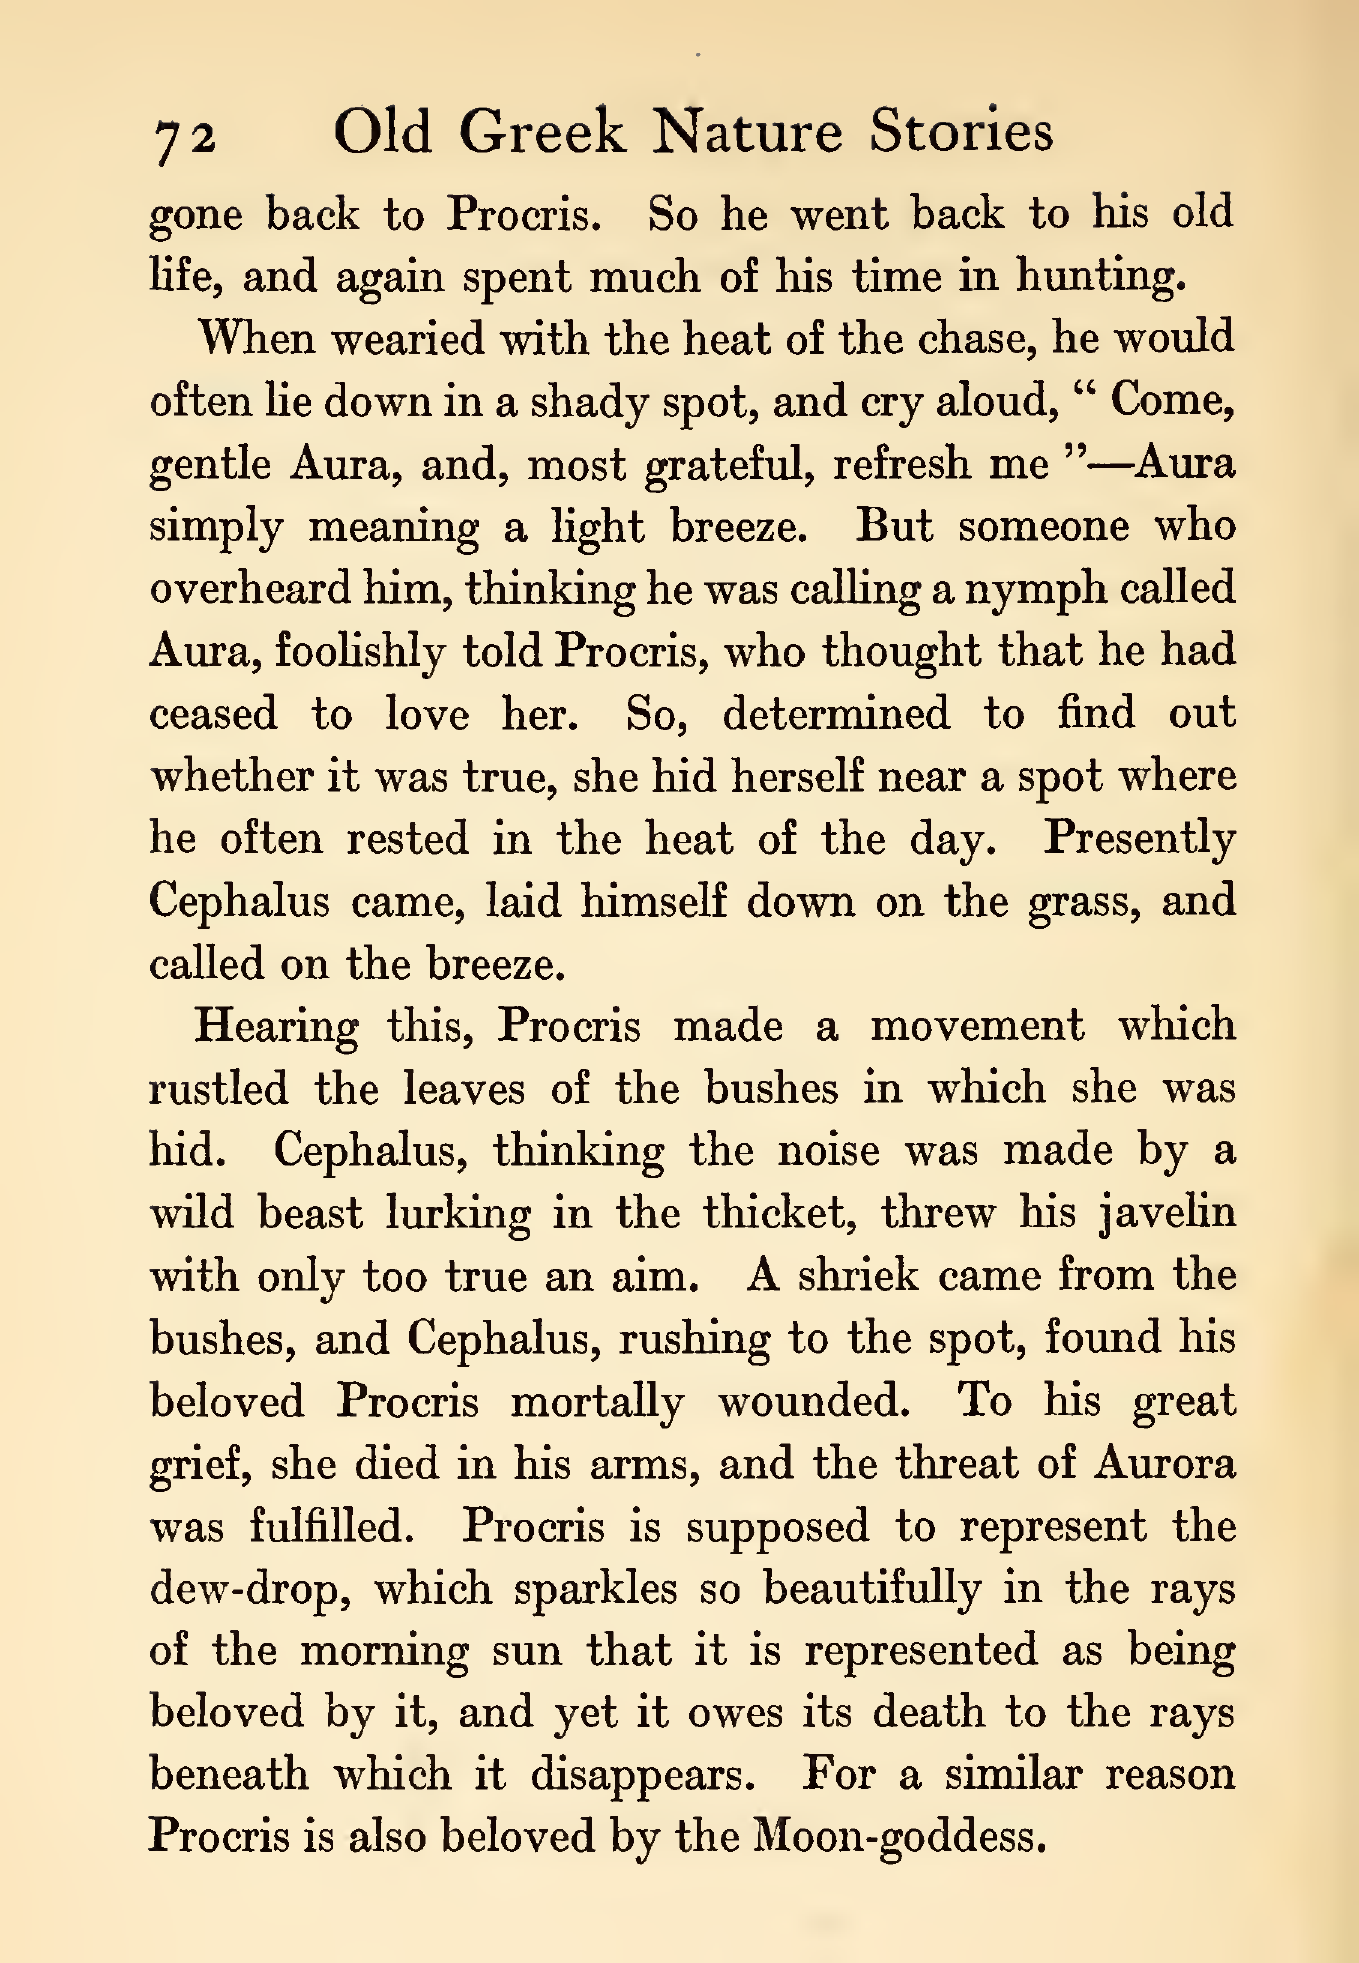 72 Old Greek Nature Stories
gone back to Procris. So he went back to his old
life, and again spent much of his time in hunting.
When wearied with the heat of the chase, he would
often lie down in a shady spot, and cry aloud, “ Come,
gentle Aura, and, most grateful, refresh me ”—Aura
simply meaning a light breeze. But someone who
overheard him, thinking he was calling a nymph called
Aura, foolishly told Procris, who thought that he had
ceased to love her. So, determined to find out
whether it was true, she hid herself near a spot where
he often rested in the heat of the day. Presently
Cephalus came, laid himself down on the grass, and
called on the breeze.
Hearing this, Procris made a movement which
rustled the leaves of the bushes in which she was
hid. Cephalus, thinking the noise was made by a
wild beast lurking in the thicket, threw his javelin
with only too true an aim. A shriek came from the
bushes, and Cephalus, rushing to the spot, found his
beloved Procris mortally wounded. To his great
grief, she died in his arms, and the threat of Aurora
was fulfilled. Procris is supposed to represent the
dew-drop, which sparkles so beautifully in the rays
of the morning sun that it is represented as being
beloved by it, and yet it owes its death to the rays
beneath which it disappears. For a similar reason
Procris is also beloved by the Moon-goddess.